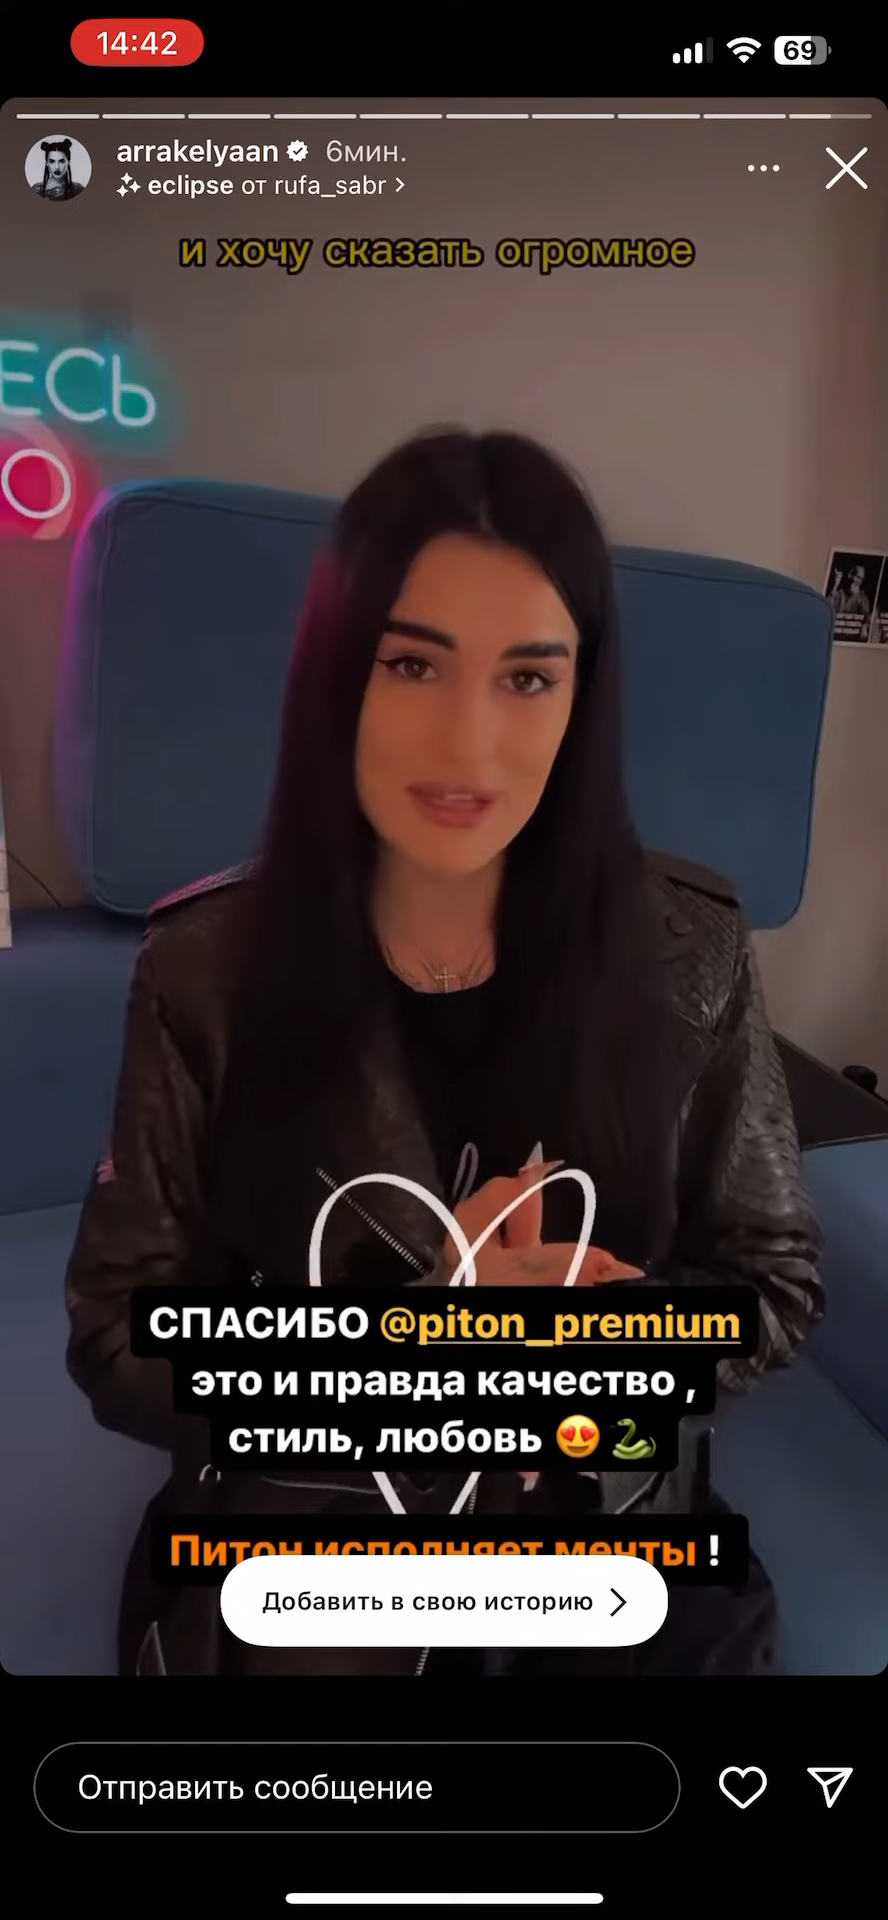 14:42
69
arrakelyaan 6мин.
eclipse от rufa_sabr
и хочу сказать огромное
ЕСЬ
О
СПАСИБО @piton_premium
это и правда качество ,
стиль, любовь 😍🐍
Питон исполняет мечты !
Добавить в свою историю
Отправить сообщение